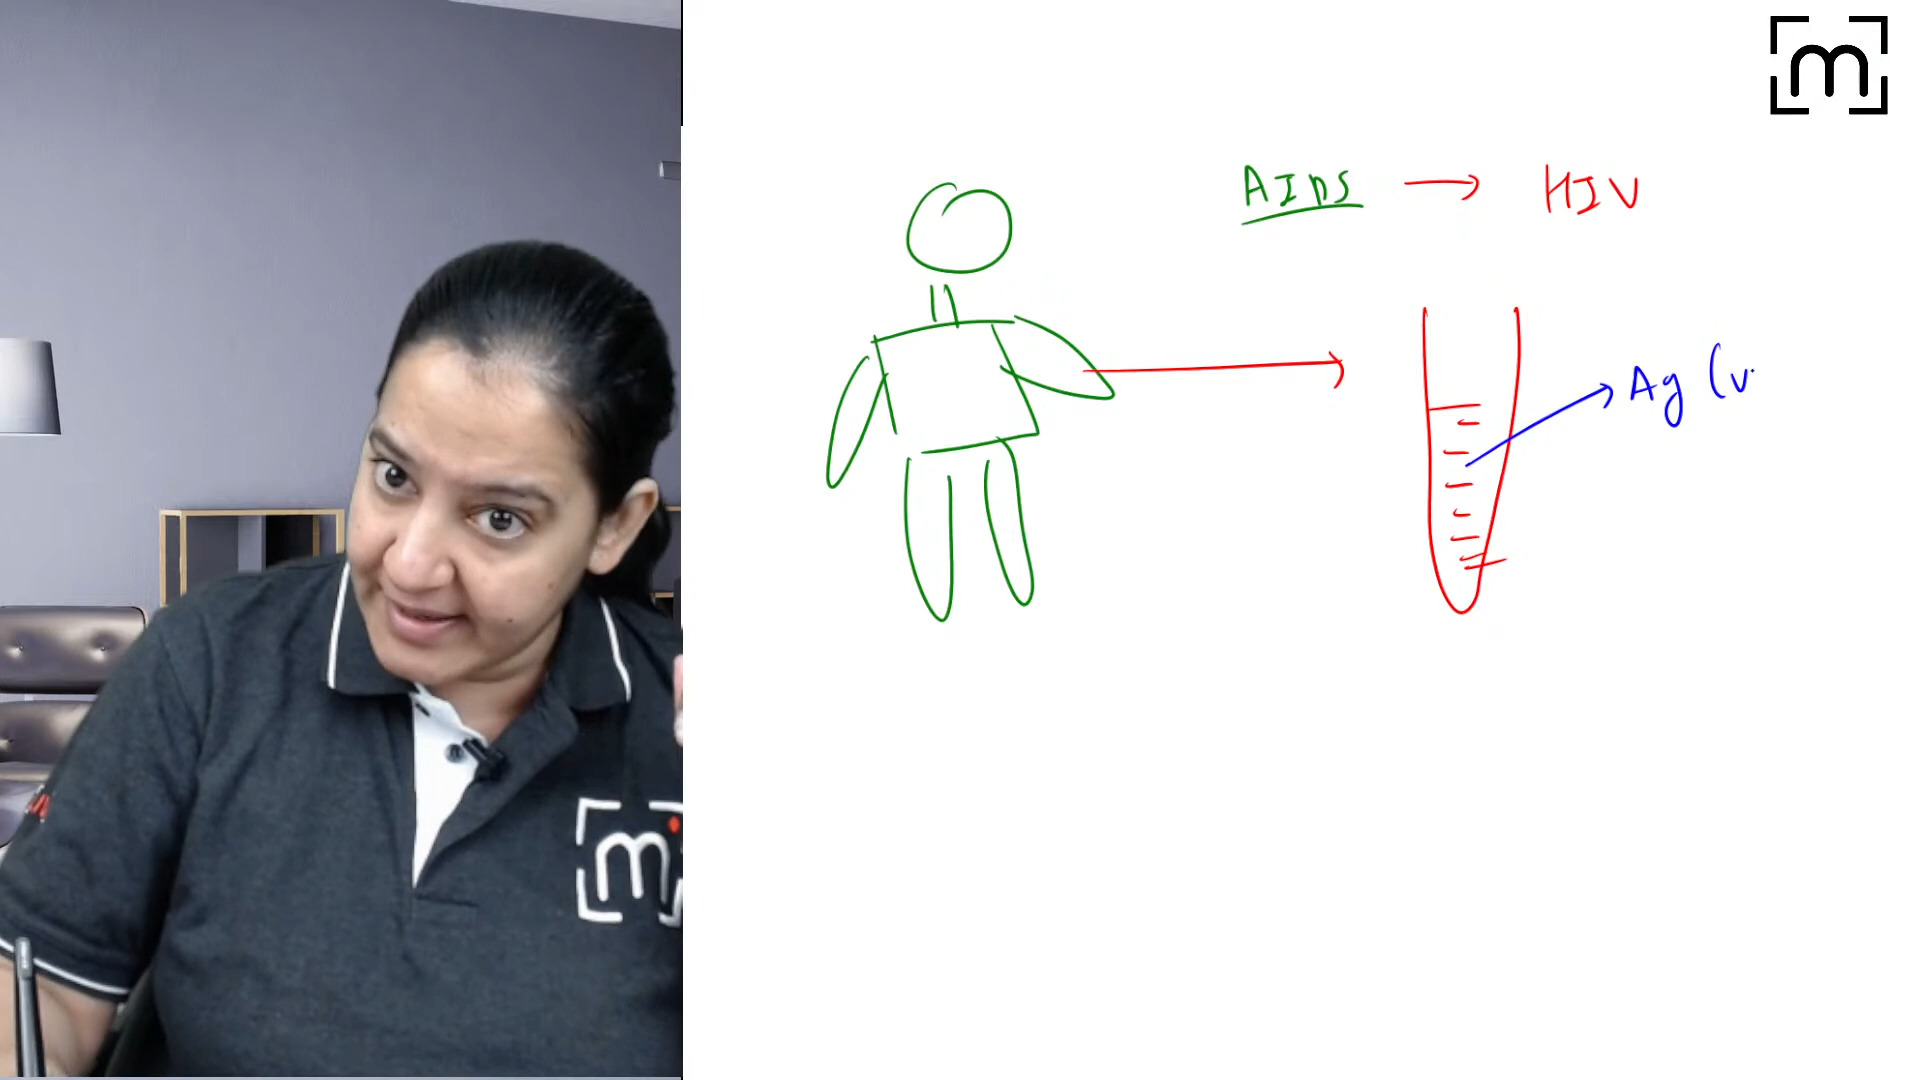 m
AIDS → HIV
→ Ag (v
m